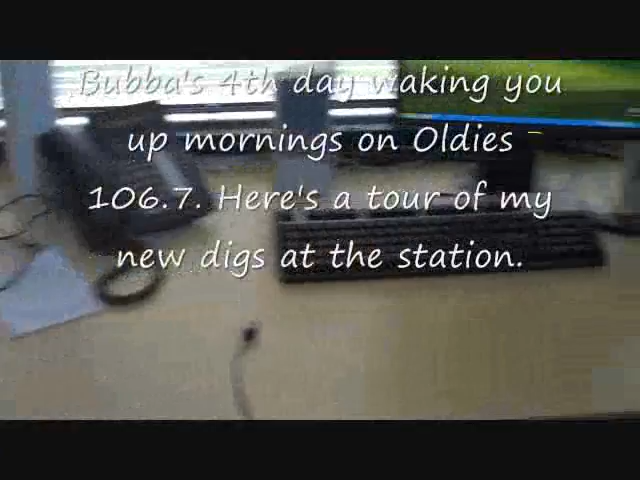 Bubba's 4th day waking you
up mornings on Oldies
106.7. Here's a tour of my
new digs at the station.